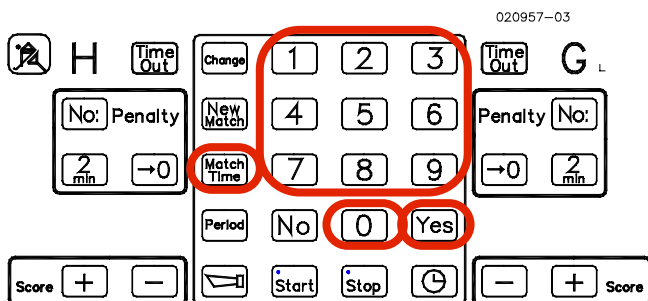 020957-03
H Time Out Change 1 2 3 Time Out G L
No: Penalty New Match 4 5 6 Penalty No:
2 min →0 Match Time 7 8 9 →0 2 min
Period No 0 Yes
Score + − Start Stop − + Score